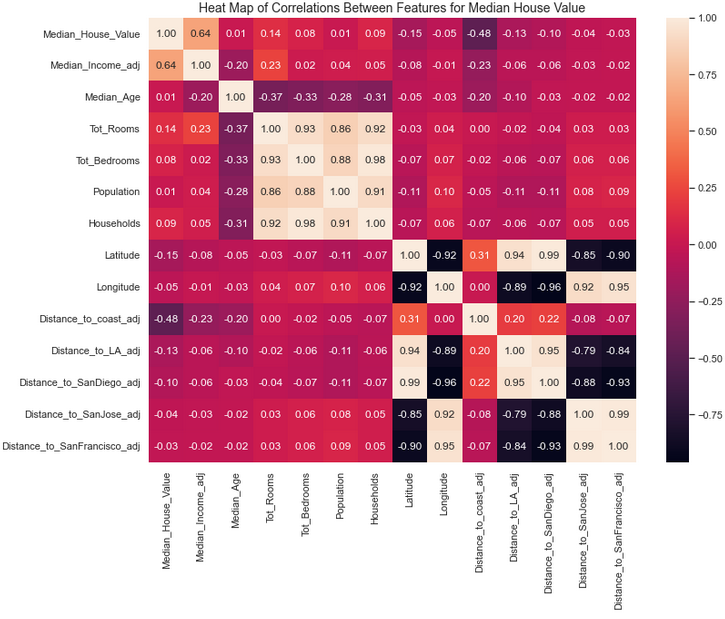 Heat Map of Correlations Between Features for Median House Value
Median_House_Value 1.00 0.64 0.01 0.14 0.08 0.01 0.09 -0.15 -0.05 -0.48 -0.13 -0.10 -0.04 -0.03
Median_Income_adj 0.64 1.00 -0.20 0.23 0.02 0.04 0.05 -0.08 -0.01 -0.23 -0.06 -0.06 -0.03 -0.02
Median_Age 0.01 -0.20 1.00 -0.37 -0.33 -0.28 -0.31 -0.05 -0.03 -0.20 -0.10 -0.03 -0.02 -0.02
Tot_Rooms 0.14 0.23 -0.37 1.00 0.93 0.86 0.92 -0.03 0.04 0.00 -0.02 -0.04 0.03 0.03
Tot_Bedrooms 0.08 0.02 -0.33 0.93 1.00 0.88 0.98 -0.07 0.07 -0.02 -0.06 -0.07 0.06 0.06
Population 0.01 0.04 -0.28 0.86 0.88 1.00 0.91 -0.11 0.10 -0.05 -0.11 -0.11 0.08 0.09
Households 0.09 0.05 -0.31 0.92 0.98 0.91 1.00 -0.07 0.06 -0.07 -0.06 -0.07 0.05 0.05
Latitude -0.15 -0.08 -0.05 -0.03 -0.07 -0.11 -0.07 1.00 -0.92 0.31 0.94 0.99 -0.85 -0.90
Longitude -0.05 -0.01 -0.03 0.04 0.07 0.10 0.06 -0.92 1.00 0.00 -0.89 -0.96 0.92 0.95
Distance_to_coast_adj -0.48 -0.23 -0.20 0.00 -0.02 -0.05 -0.07 0.31 0.00 1.00 0.20 0.22 -0.08 -0.07
Distance_to_LA_adj -0.13 -0.06 -0.10 -0.02 -0.06 -0.11 -0.06 0.94 -0.89 0.20 1.00 0.95 -0.79 -0.84
Distance_to_SanDiego_adj -0.10 -0.06 -0.03 -0.04 -0.07 -0.11 -0.07 0.99 -0.96 0.22 0.95 1.00 -0.88 -0.93
Distance_to_SanJose_adj -0.04 -0.03 -0.02 0.03 0.06 0.08 0.05 -0.85 0.92 -0.08 -0.79 -0.88 1.00 0.99
Distance_to_SanFrancisco_adj -0.03 -0.02 -0.02 0.03 0.06 0.09 0.05 -0.90 0.95 -0.07 -0.84 -0.93 0.99 1.00
Median_House_Value
Median_Income_adj
Median_Age
Tot_Rooms
Tot_Bedrooms
Population
Households
Latitude
Longitude
Distance_to_coast_adj
Distance_to_LA_adj
Distance_to_SanDiego_adj
Distance_to_SanJose_adj
Distance_to_SanFrancisco_adj
1.00
0.75
0.50
0.25
0.00
−0.25
−0.50
−0.75